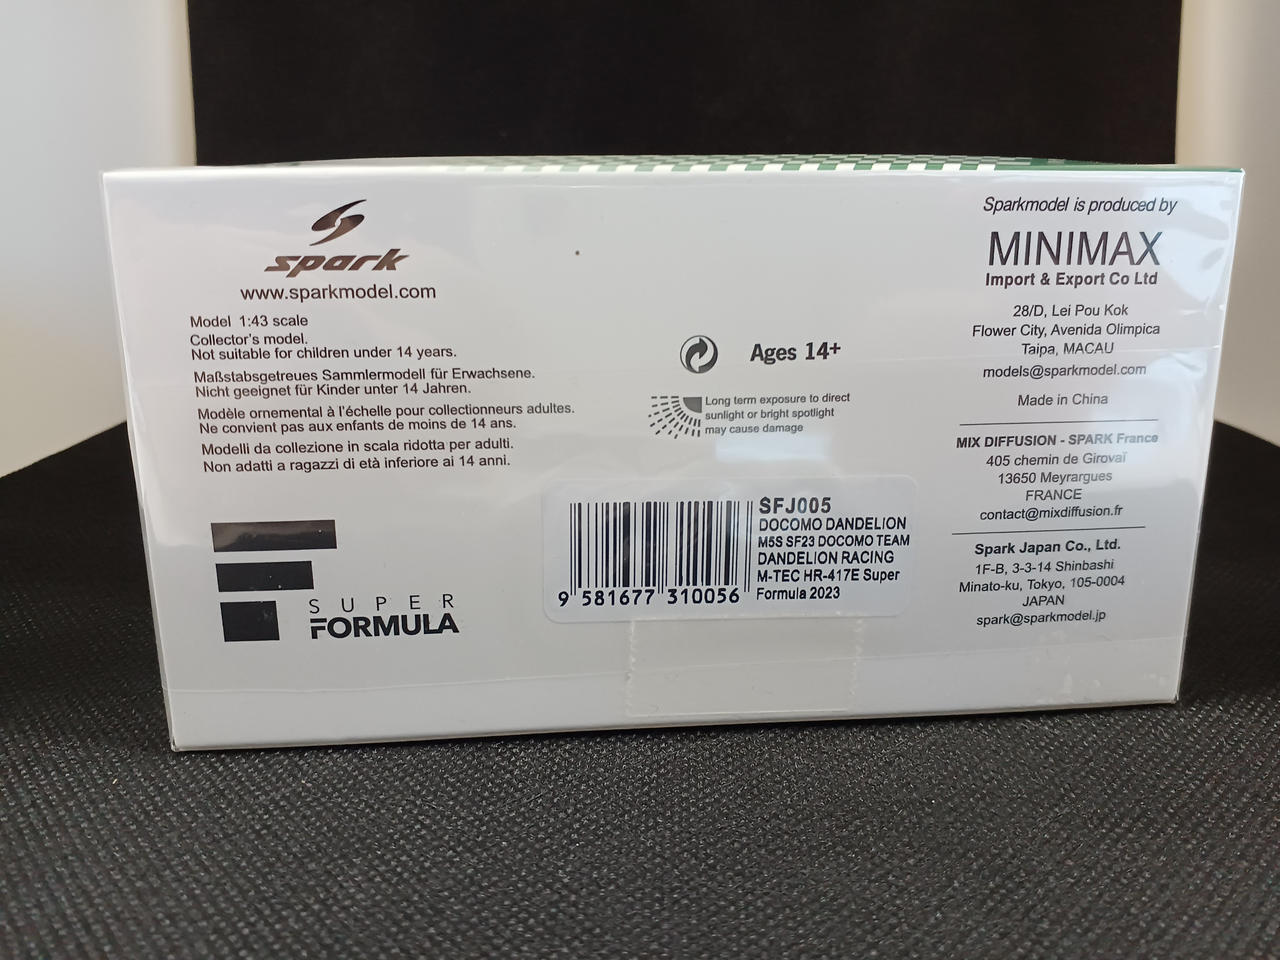 spark
www.sparkmodel.com
Model 1:43 scale
Collector's model.
Not suitable for children under 14 years.
Maßstabsgetreues Sammlermodell für Erwachsene.
Nicht geeignet für Kinder unter 14 Jahren.
Modèle ornemental à l'échelle pour collectionneurs adultes.
Ne convient pas aux enfants de moins de 14 ans.
Modelli da collezione in scala ridotta per adulti.
Non adatti a ragazzi di età inferiore ai 14 anni.
SUPER
FORMULA
Ages 14+
Long term exposure to direct
sunlight or bright spotlight
may cause damage
9 581677 310056
SFJ005
DOCOMO DANDELION
M5S SF23 DOCOMO TEAM
DANDELION RACING
M-TEC HR-417E Super
Formula 2023
Sparkmodel is produced by
MINIMAX
Import & Export Co Ltd
28/D, Lei Pou Kok
Flower City, Avenida Olimpica
Taipa, MACAU
models@sparkmodel.com
Made in China
MIX DIFFUSION - SPARK France
405 chemin de Girovaï
13650 Meyrargues
FRANCE
contact@mixdiffusion.fr
Spark Japan Co., Ltd.
1F-B, 3-3-14 Shinbashi
Minato-ku, Tokyo, 105-0004
JAPAN
spark@sparkmodel.jp